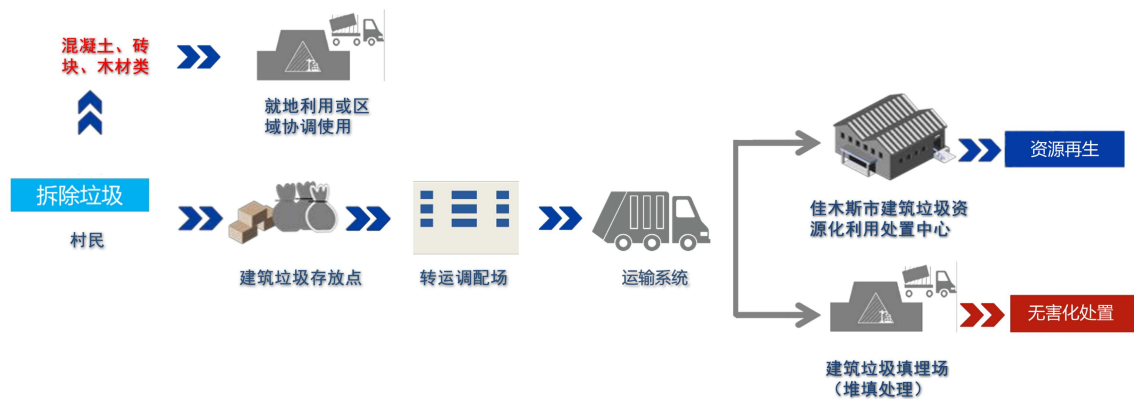 混凝土、砖
块、木材类
就地利用或区
域协调使用
拆除垃圾
村民
建筑垃圾存放点
转运调配场
运输系统
佳木斯市建筑垃圾资
源化利用处置中心
资源再生
建筑垃圾填埋场
（堆填处理）
无害化处置